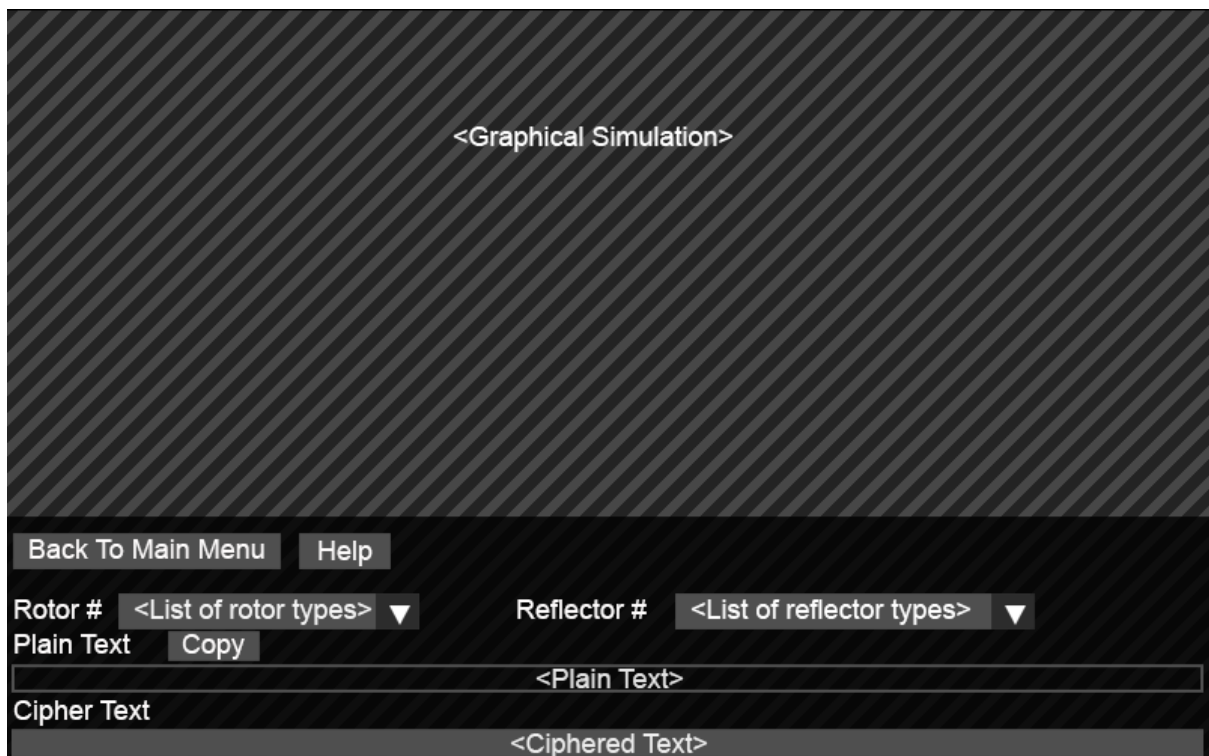 <Graphical Simulation>
Back To Main Menu Help
Rotor # <List of rotor types> ▼ Reflector # <List of reflector types> ▼
Plain Text Copy
<Plain Text>
Cipher Text
<Ciphered Text>